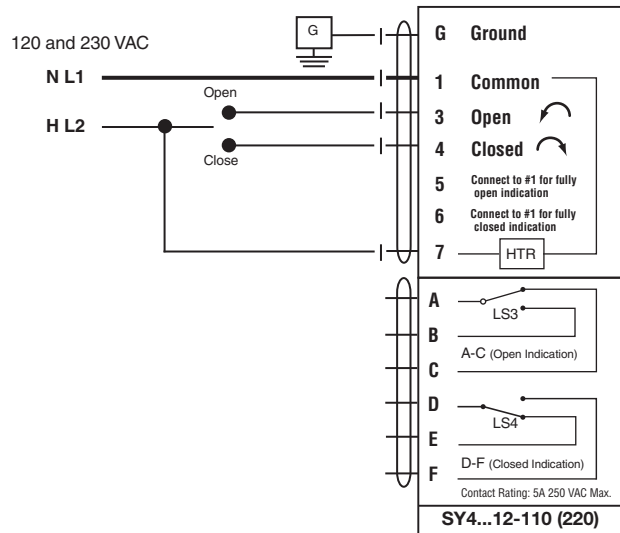 G
G Ground
120 and 230 VAC
N L1
1 Common
Open
3 Open
H L2
4 Closed
Close
5 Connect to #1 for fully
open indication
6 Connect to #1 for fully
closed indication
7 HTR
A
LS3
B
A-C (Open Indication)
C
D
LS4
E
D-F (Closed Indication)
F
Contact Rating: 5A 250 VAC Max.
SY4...12-110 (220)